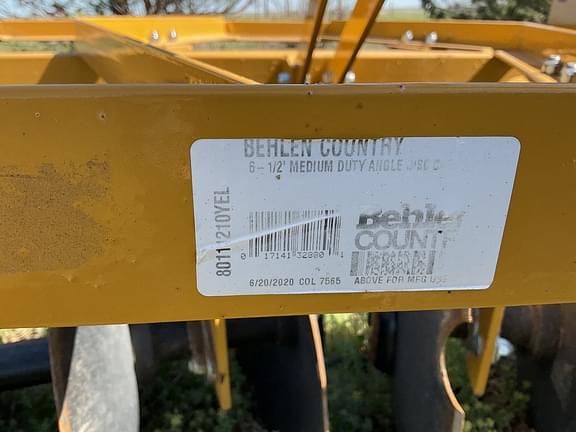 BEHLEN COUNTRY
6-1/2' MEDIUM DUTY ANGLE DISC
80111210YEL
0 17141 32880 1
Behlen
COUNTRY
6/20/2020 COL 7565
ABOVE FOR MFG USE